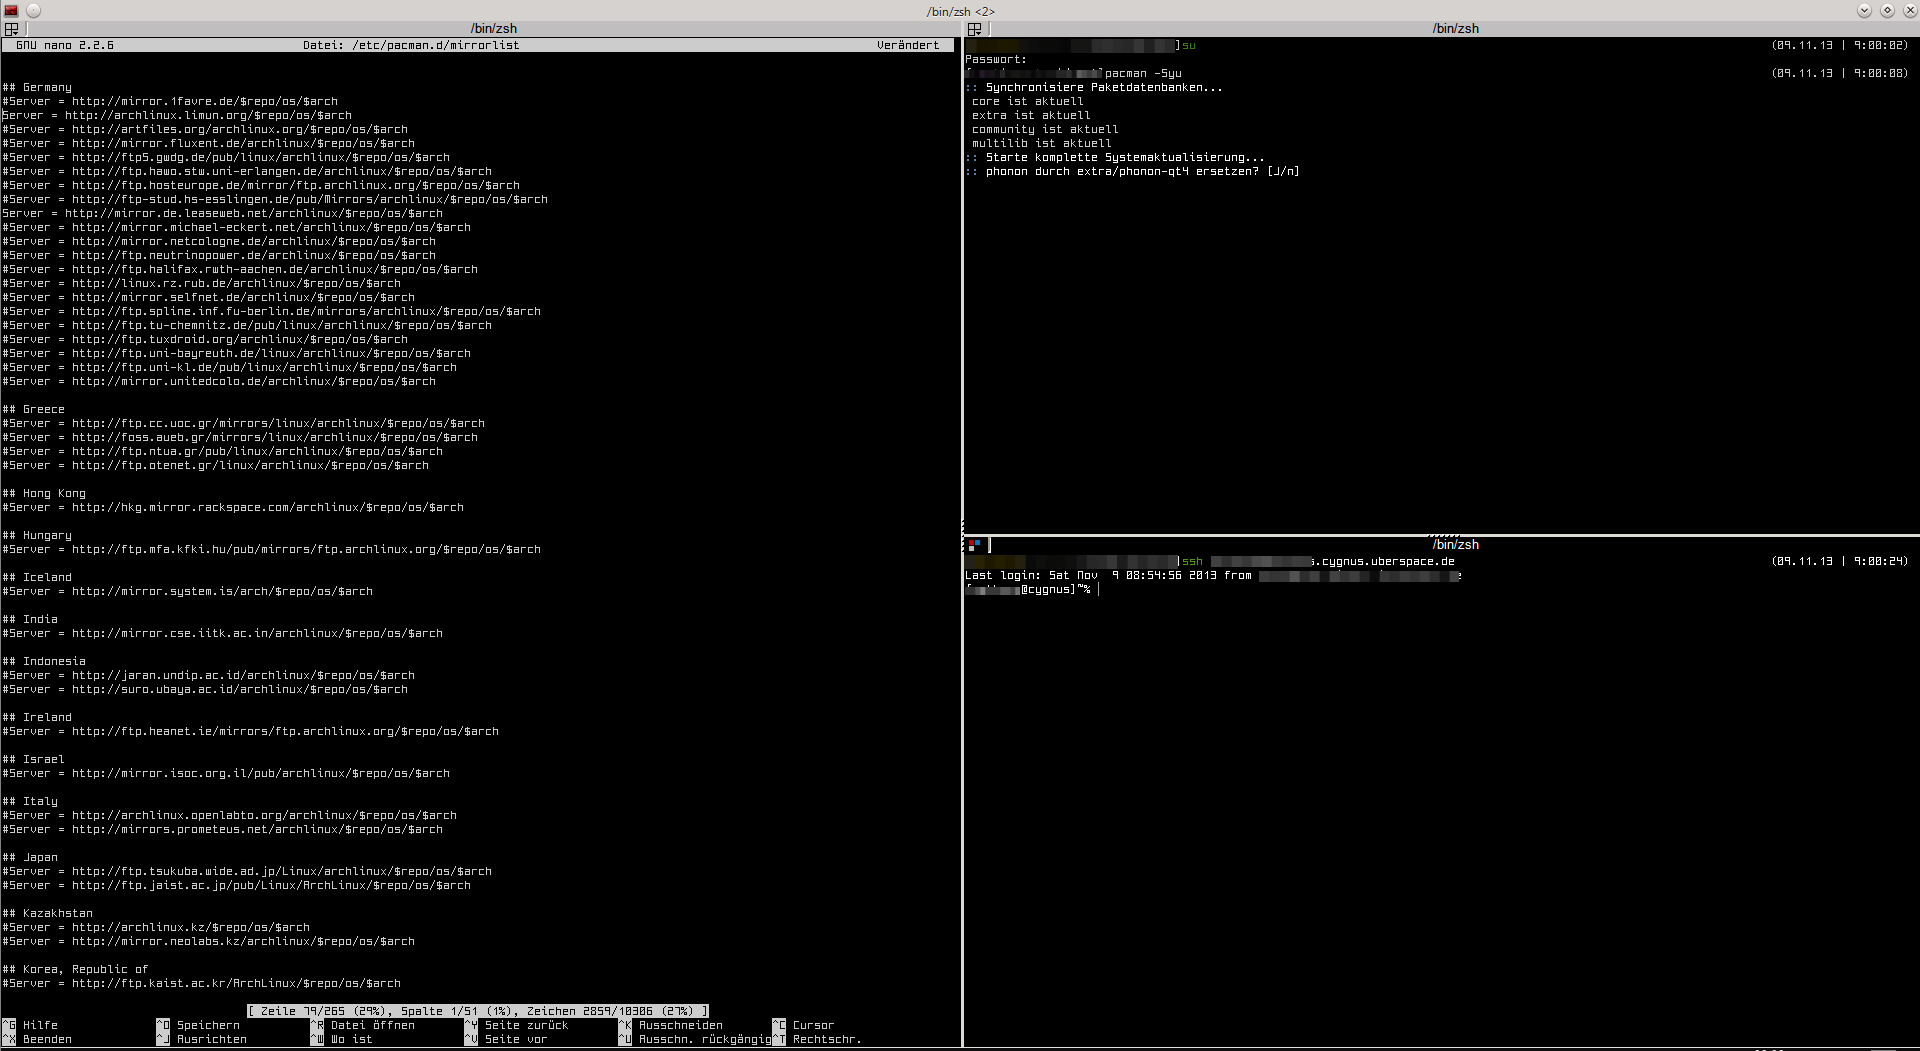 /bin/zsh <2>
/bin/zsh
GNU nano 2.2.6 Datei: /etc/pacman.d/mirrorlist Verändert
## Germany
#Server = http://mirror.1favre.de/$repo/os/$arch
Server = http://archlinux.limun.org/$repo/os/$arch
#Server = http://artfiles.org/archlinux.org/$repo/os/$arch
#Server = http://mirror.fluxent.de/archlinux/$repo/os/$arch
#Server = http://ftp5.gwdg.de/pub/linux/archlinux/$repo/os/$arch
#Server = http://ftp.hawo.stw.uni-erlangen.de/archlinux/$repo/os/$arch
#Server = http://ftp.hosteurope.de/mirror/ftp.archlinux.org/$repo/os/$arch
#Server = http://ftp-stud.hs-esslingen.de/pub/Mirrors/archlinux/$repo/os/$arch
Server = http://mirror.de.leaseweb.net/archlinux/$repo/os/$arch
#Server = http://mirror.michael-eckert.net/archlinux/$repo/os/$arch
#Server = http://mirror.netcologne.de/archlinux/$repo/os/$arch
#Server = http://ftp.neutrinopower.de/archlinux/$repo/os/$arch
#Server = http://ftp.halifax.rwth-aachen.de/archlinux/$repo/os/$arch
#Server = http://linux.rz.rub.de/archlinux/$repo/os/$arch
#Server = http://mirror.selfnet.de/archlinux/$repo/os/$arch
#Server = http://ftp.spline.inf.fu-berlin.de/mirrors/archlinux/$repo/os/$arch
#Server = http://ftp.tu-chemnitz.de/pub/linux/archlinux/$repo/os/$arch
#Server = http://ftp.tuxdroid.org/archlinux/$repo/os/$arch
#Server = http://ftp.uni-bayreuth.de/linux/archlinux/$repo/os/$arch
#Server = http://ftp.uni-kl.de/pub/linux/archlinux/$repo/os/$arch
#Server = http://mirror.unitedcolo.de/archlinux/$repo/os/$arch
## Greece
#Server = http://ftp.cc.uoc.gr/mirrors/linux/archlinux/$repo/os/$arch
#Server = http://foss.aueb.gr/mirrors/linux/archlinux/$repo/os/$arch
#Server = http://ftp.ntua.gr/pub/linux/archlinux/$repo/os/$arch
#Server = http://ftp.otenet.gr/linux/archlinux/$repo/os/$arch
## Hong Kong
#Server = http://hkg.mirror.rackspace.com/archlinux/$repo/os/$arch
## Hungary
#Server = http://ftp.mfa.kfki.hu/pub/mirrors/ftp.archlinux.org/$repo/os/$arch
## Iceland
#Server = http://mirror.system.is/arch/$repo/os/$arch
## India
#Server = http://mirror.cse.iitk.ac.in/archlinux/$repo/os/$arch
## Indonesia
#Server = http://jaran.undip.ac.id/archlinux/$repo/os/$arch
#Server = http://suro.ubaya.ac.id/archlinux/$repo/os/$arch
## Ireland
#Server = http://ftp.heanet.ie/mirrors/ftp.archlinux.org/$repo/os/$arch
## Israel
#Server = http://mirror.isoc.org.il/pub/archlinux/$repo/os/$arch
## Italy
#Server = http://archlinux.openlabto.org/archlinux/$repo/os/$arch
#Server = http://mirrors.prometeus.net/archlinux/$repo/os/$arch
## Japan
#Server = http://ftp.tsukuba.wide.ad.jp/Linux/archlinux/$repo/os/$arch
#Server = http://ftp.jaist.ac.jp/pub/Linux/ArchLinux/$repo/os/$arch
## Kazakhstan
#Server = http://archlinux.kz/$repo/os/$arch
#Server = http://mirror.neolabs.kz/archlinux/$repo/os/$arch
## Korea, Republic of
#Server = http://ftp.kaist.ac.kr/ArchLinux/$repo/os/$arch
[ Zeile 79/265 (29%), Spalte 1/51 (1%), Zeichen 2859/10306 (27%) ]
^G Hilfe ^O Speichern ^R Datei öffnen ^Y Seite zurück ^K Ausschneiden ^C Cursor
^X Beenden ^J Ausrichten ^W Wo ist ^V Seite vor ^U Ausschn. rückgängig ^T Rechtschr.
/bin/zsh
]su (09.11.13 | 9:00:02)
Passwort:
]pacman -Syu (09.11.13 | 9:00:08)
:: Synchronisiere Paketdatenbanken...
core ist aktuell
extra ist aktuell
community ist aktuell
multilib ist aktuell
:: Starte komplette Systemaktualisierung...
:: phonon durch extra/phonon-qt4 ersetzen? [J/n]
/bin/zsh
]ssh s.cygnus.uberspace.de (09.11.13 | 9:00:24)
Last login: Sat Nov 9 08:54:56 2013 from
@cygnus]~%